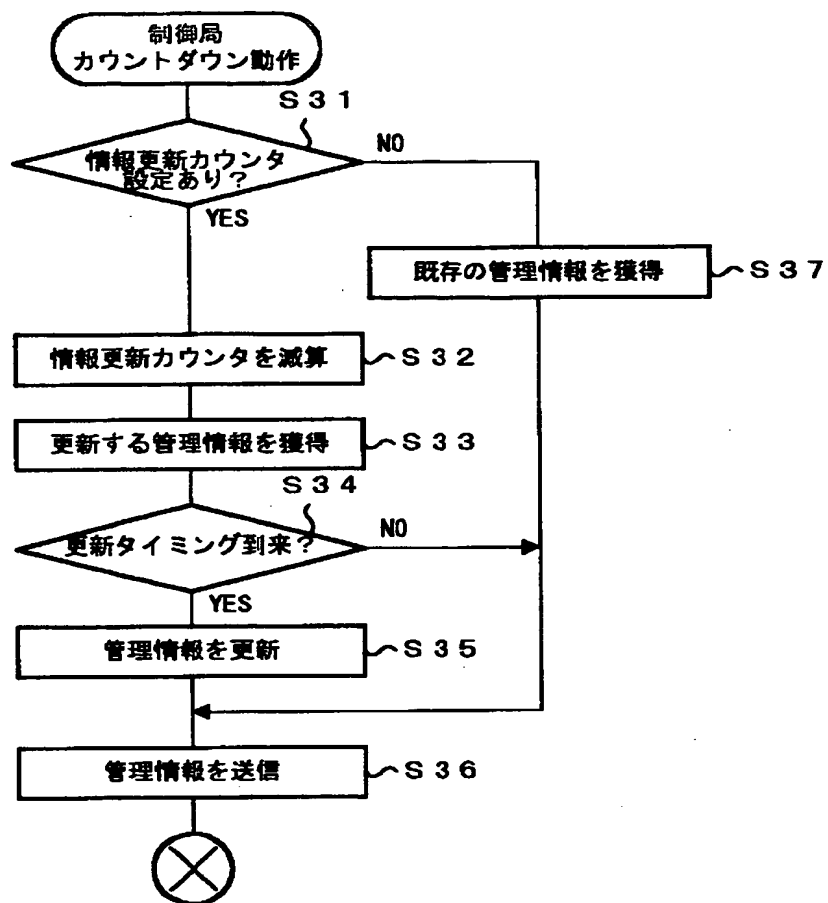 制御局
カウントダウン動作
S31
情報更新カウンタ
設定あり?
NO
YES
既存の管理情報を獲得
S37
情報更新カウンタを減算
S32
更新する管理情報を獲得
S33
S34
更新タイミング到来?
NO
YES
管理情報を更新
S35
管理情報を送信
S36